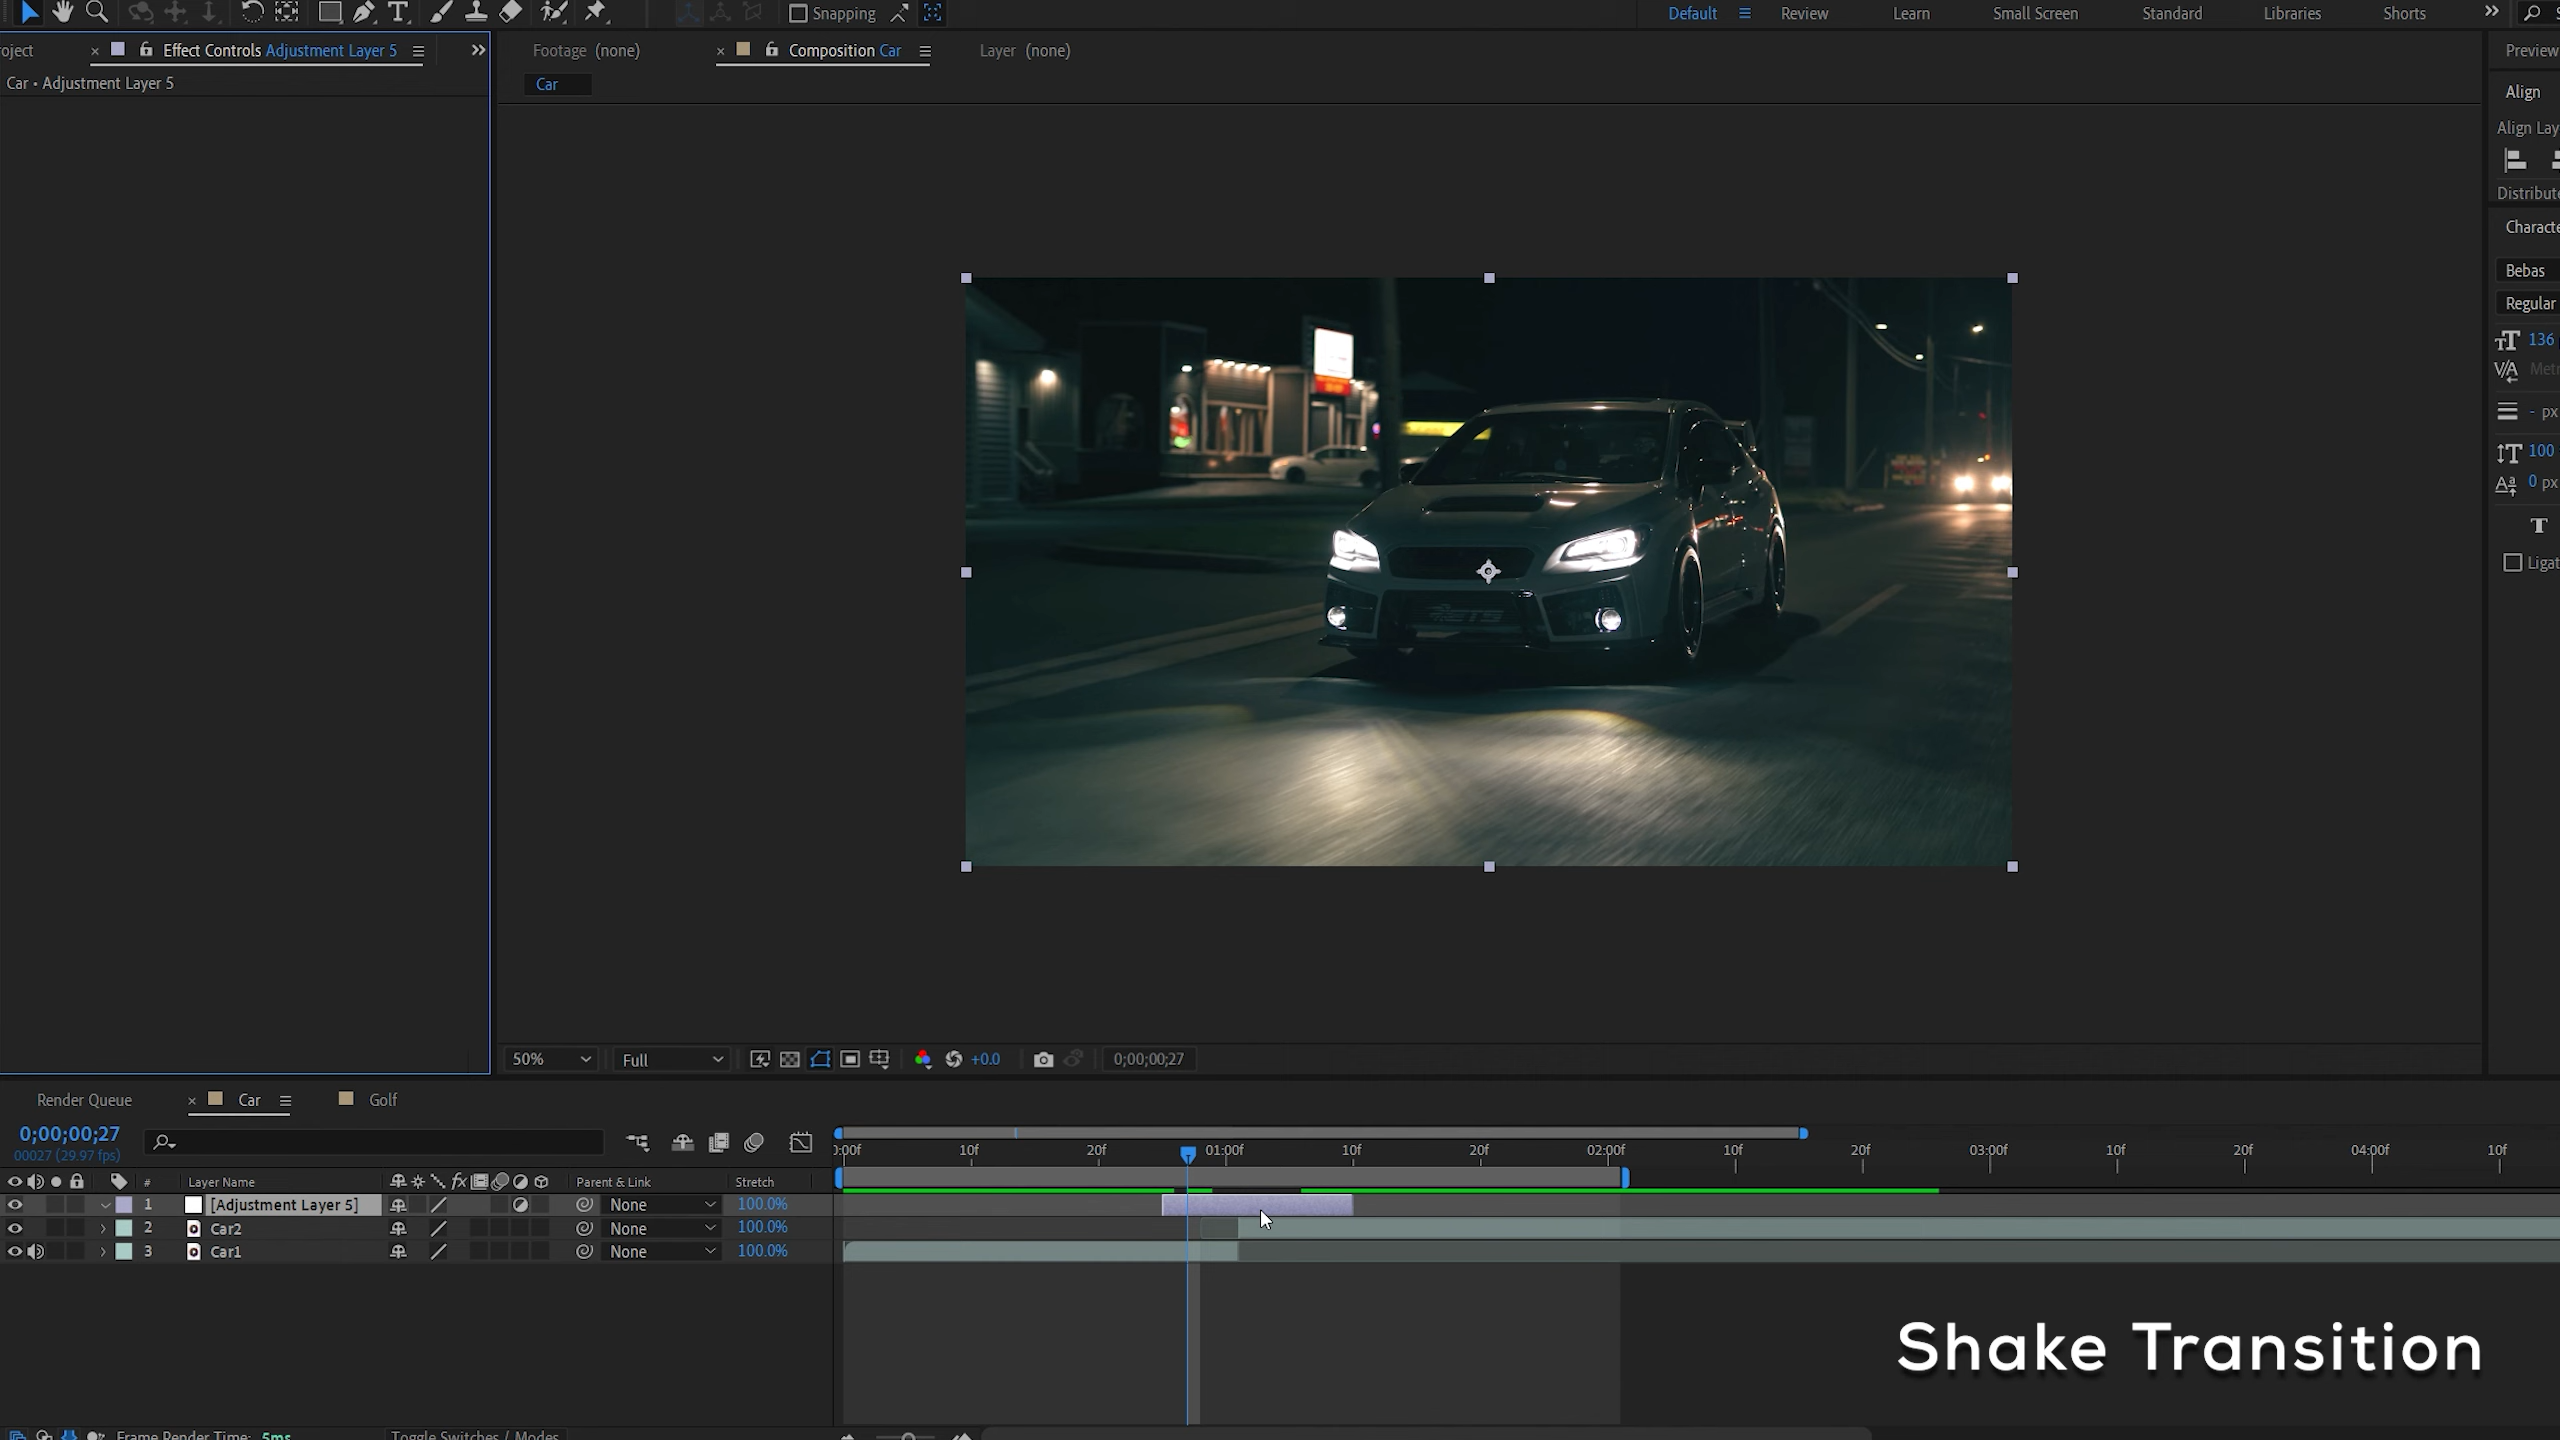 Snapping
Default
Review
Learn
Small Screen
Standard
Libraries
Shorts
oject
Effect Controls Adjustment Layer 5
Footage (none)
Composition Car
Layer (none)
Preview
Car • Adjustment Layer 5
Car
Align
Align Lay
Distribute
Characte
Bebas
Regular
136
Metr
- px
100
0 px
T
Ligat
50%
Full
+0.0
0;00;00;27
Render Queue
Car
Golf
0;00;00;27
00027 (29.97 fps)
0:00f
10f
20f
01:00f
10f
20f
02:00f
10f
20f
03:00f
10f
20f
04:00f
10f
#
Layer Name
Parent & Link
Stretch
1 [Adjustment Layer 5] None 100.0%
2 Car2 None 100.0%
3 Car1 None 100.0%
Shake Transition
Frame Render Time: 5ms
Toggle Switches / Modes